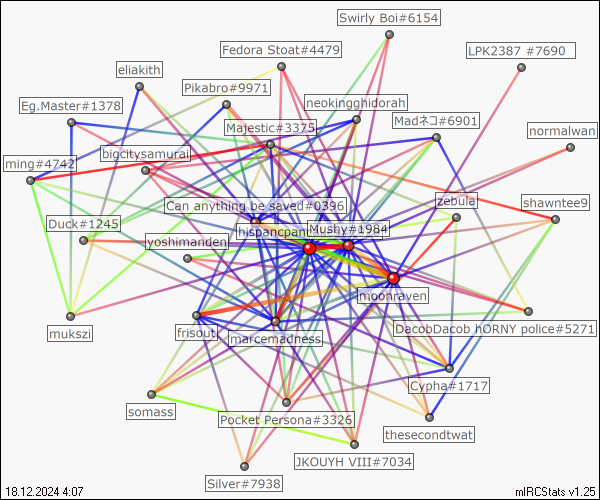 Swirly Boi#6154
Fedora Stoat#4479
LPK2387 #7690
eliakith
Pikabro#9971
Eg.Master#1378
neokingghidorah
Majestic#3375
Madネコ#6901
normalwan
bigcitysamurai
ming#4742
Can anything be saved#0396
zebula
shawntee9
Duck#1245
hispancpan
Mushy#1984
yoshimanden
moonraven
DacobDacob hORNY police#5271
mukszi
frisout
marcemadness
Cypha#1717
somass
Pocket Persona#3326
thesecondtwat
JKOUYH VIII#7034
Silver#7938
18.12.2024 4:07
mIRCStats v1.25